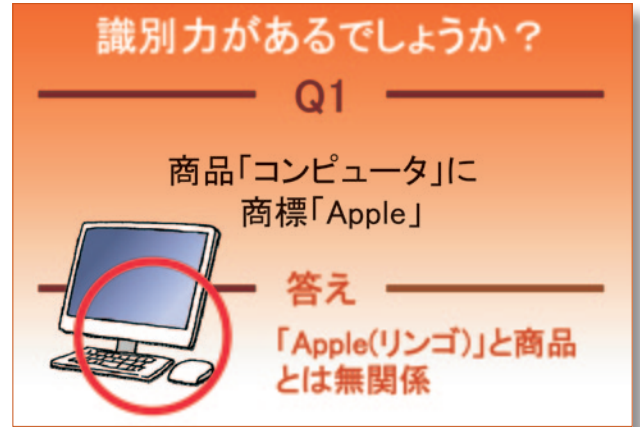 識別力があるでしょうか？
Q1
商品「コンピュータ」に
商標「Apple」
答え
「Apple(リンゴ)」と商品
とは無関係